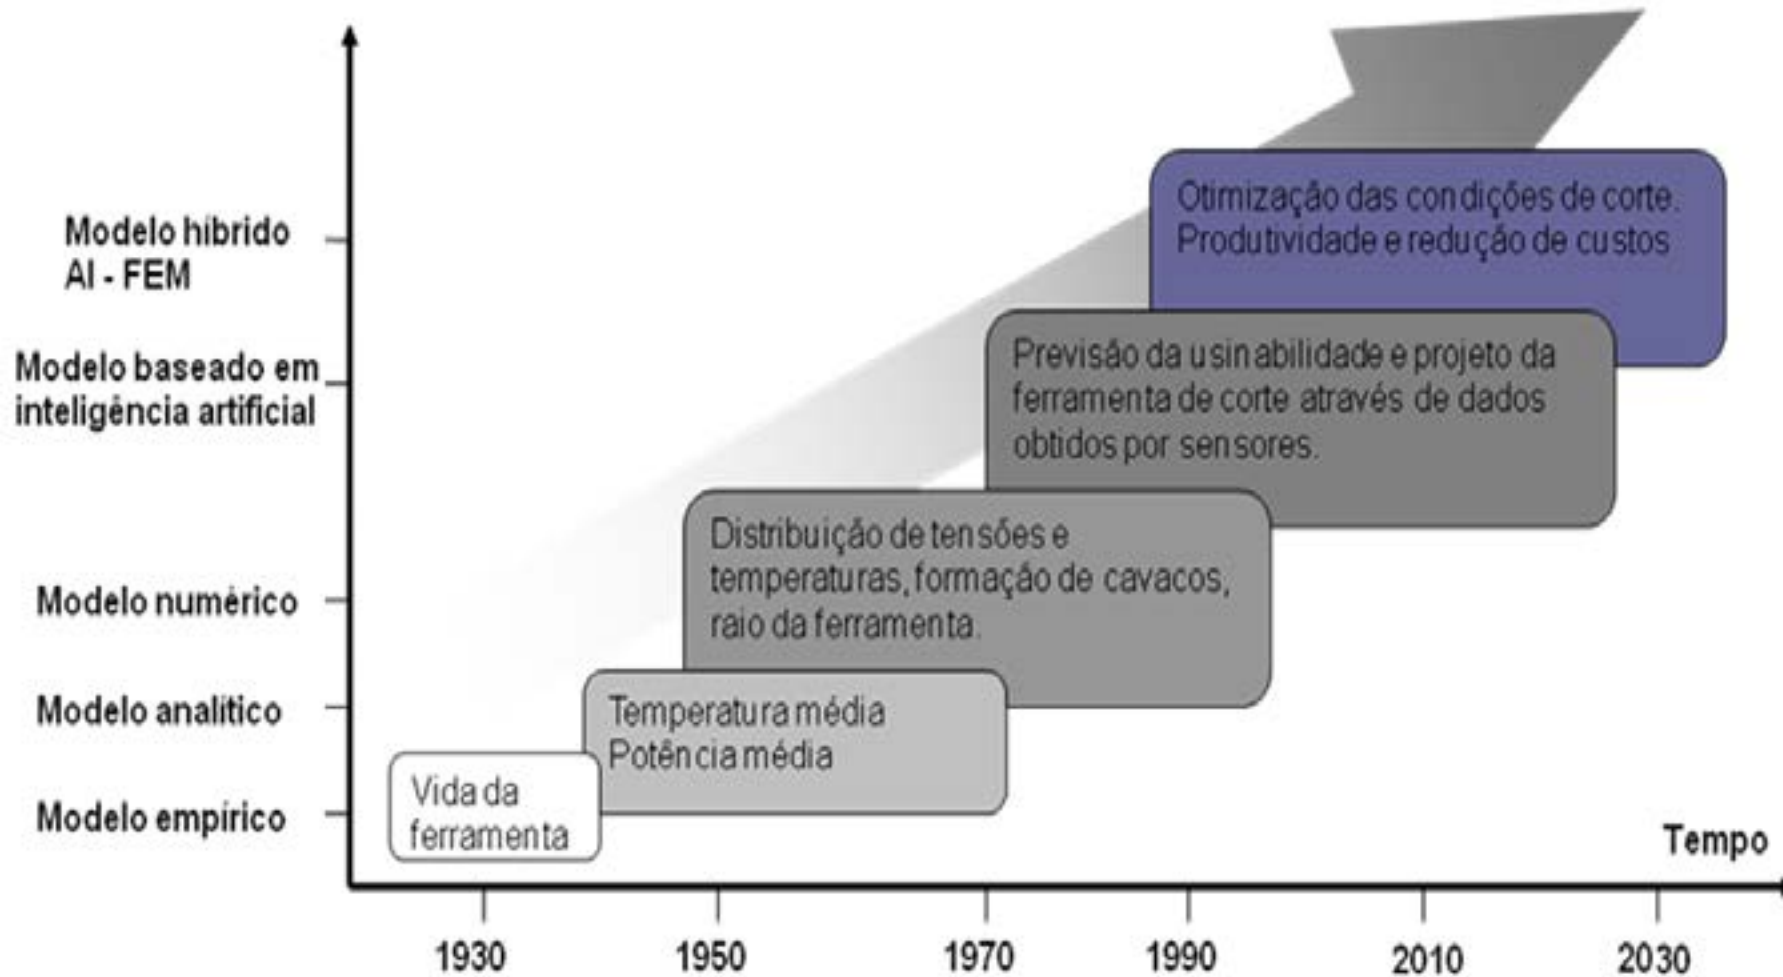 Modelo híbrido
AI - FEM
Modelo baseado em
inteligência artificial
Modelo numérico
Modelo analítico
Modelo empírico
Otimização das condições de corte.
Produtividade e redução de custos
Previsão da usinabilidade e projeto da
ferramenta de corte através de dados
obtidos por sensores.
Distribuição de tensões e
temperaturas, formação de cavacos,
raio da ferramenta.
Temperatura média
Potência média
Vida da
ferramenta
Tempo
1930 1950 1970 1990 2010 2030